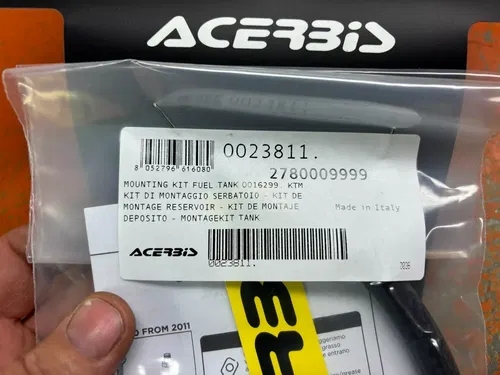 ACERBIS
0023811.
8 052796 616080
2780009999
MOUNTING KIT FUEL TANK 0016299. KTM
KIT DI MONTAGGIO SERBATOIO - KIT DE
MONTAGE RESERVOIR - KIT DE MONTAJE
DEPOSITO - MONTAGEKIT TANK
Made in Italy
ACERBIS
0023811.
7036
D FROM 2011